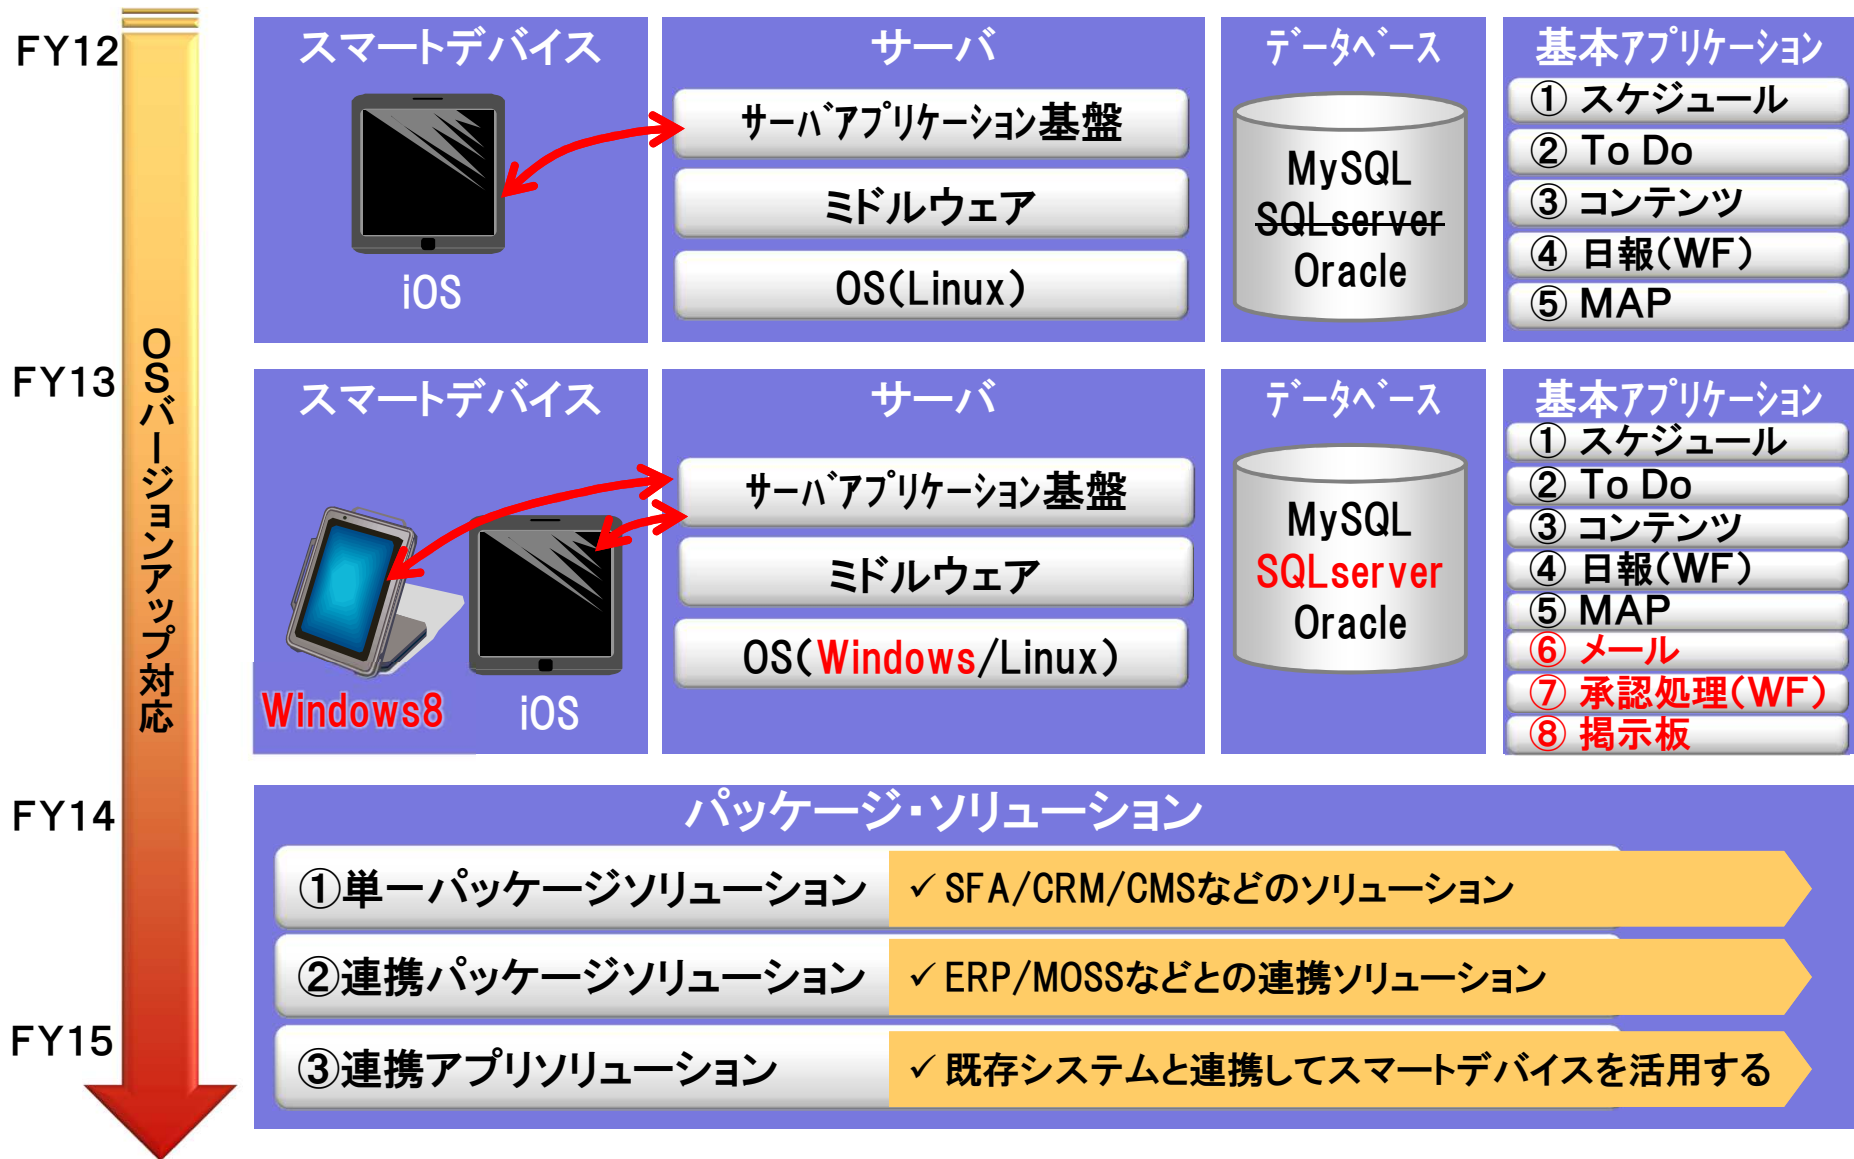 FY12
スマートデバイス
iOS
サーバ
サーバアプリケーション基盤
ミドルウェア
OS(Linux)
データベース
MySQL
SQLserver
Oracle
基本アプリケーション
① スケジュール
② To Do
③ コンテンツ
④ 日報(WF)
⑤ MAP
OSバージョンアップ対応
FY13
スマートデバイス
Windows8
iOS
サーバ
サーバアプリケーション基盤
ミドルウェア
OS(Windows/Linux)
データベース
MySQL
SQLserver
Oracle
基本アプリケーション
① スケジュール
② To Do
③ コンテンツ
④ 日報(WF)
⑤ MAP
⑥ メール
⑦ 承認処理(WF)
⑧ 掲示板
FY14
パッケージ・ソリューション
①単一パッケージソリューション
✓ SFA/CRM/CMSなどのソリューション
②連携パッケージソリューション
✓ ERP/MOSSなどとの連携ソリューション
FY15
③連携アプリソリューション
✓ 既存システムと連携してスマートデバイスを活用する